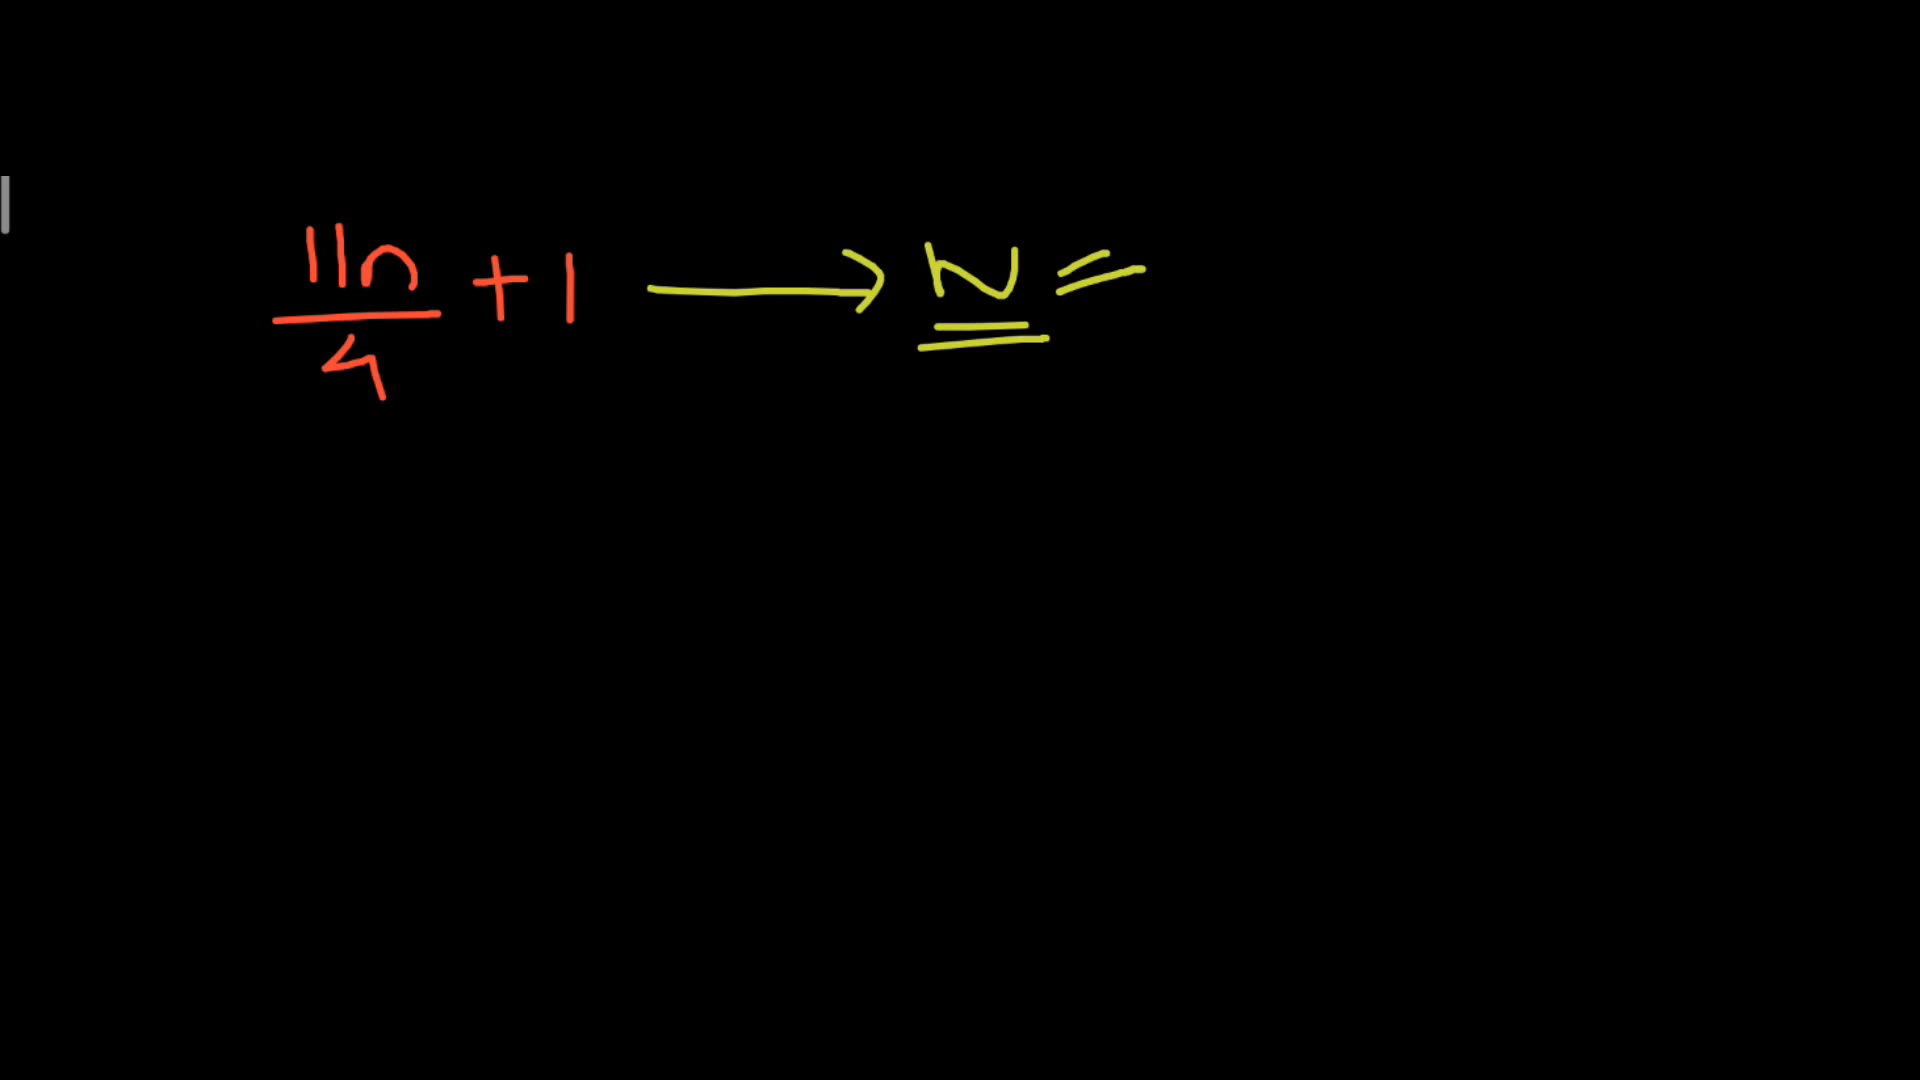 11n/4 + 1 → N =